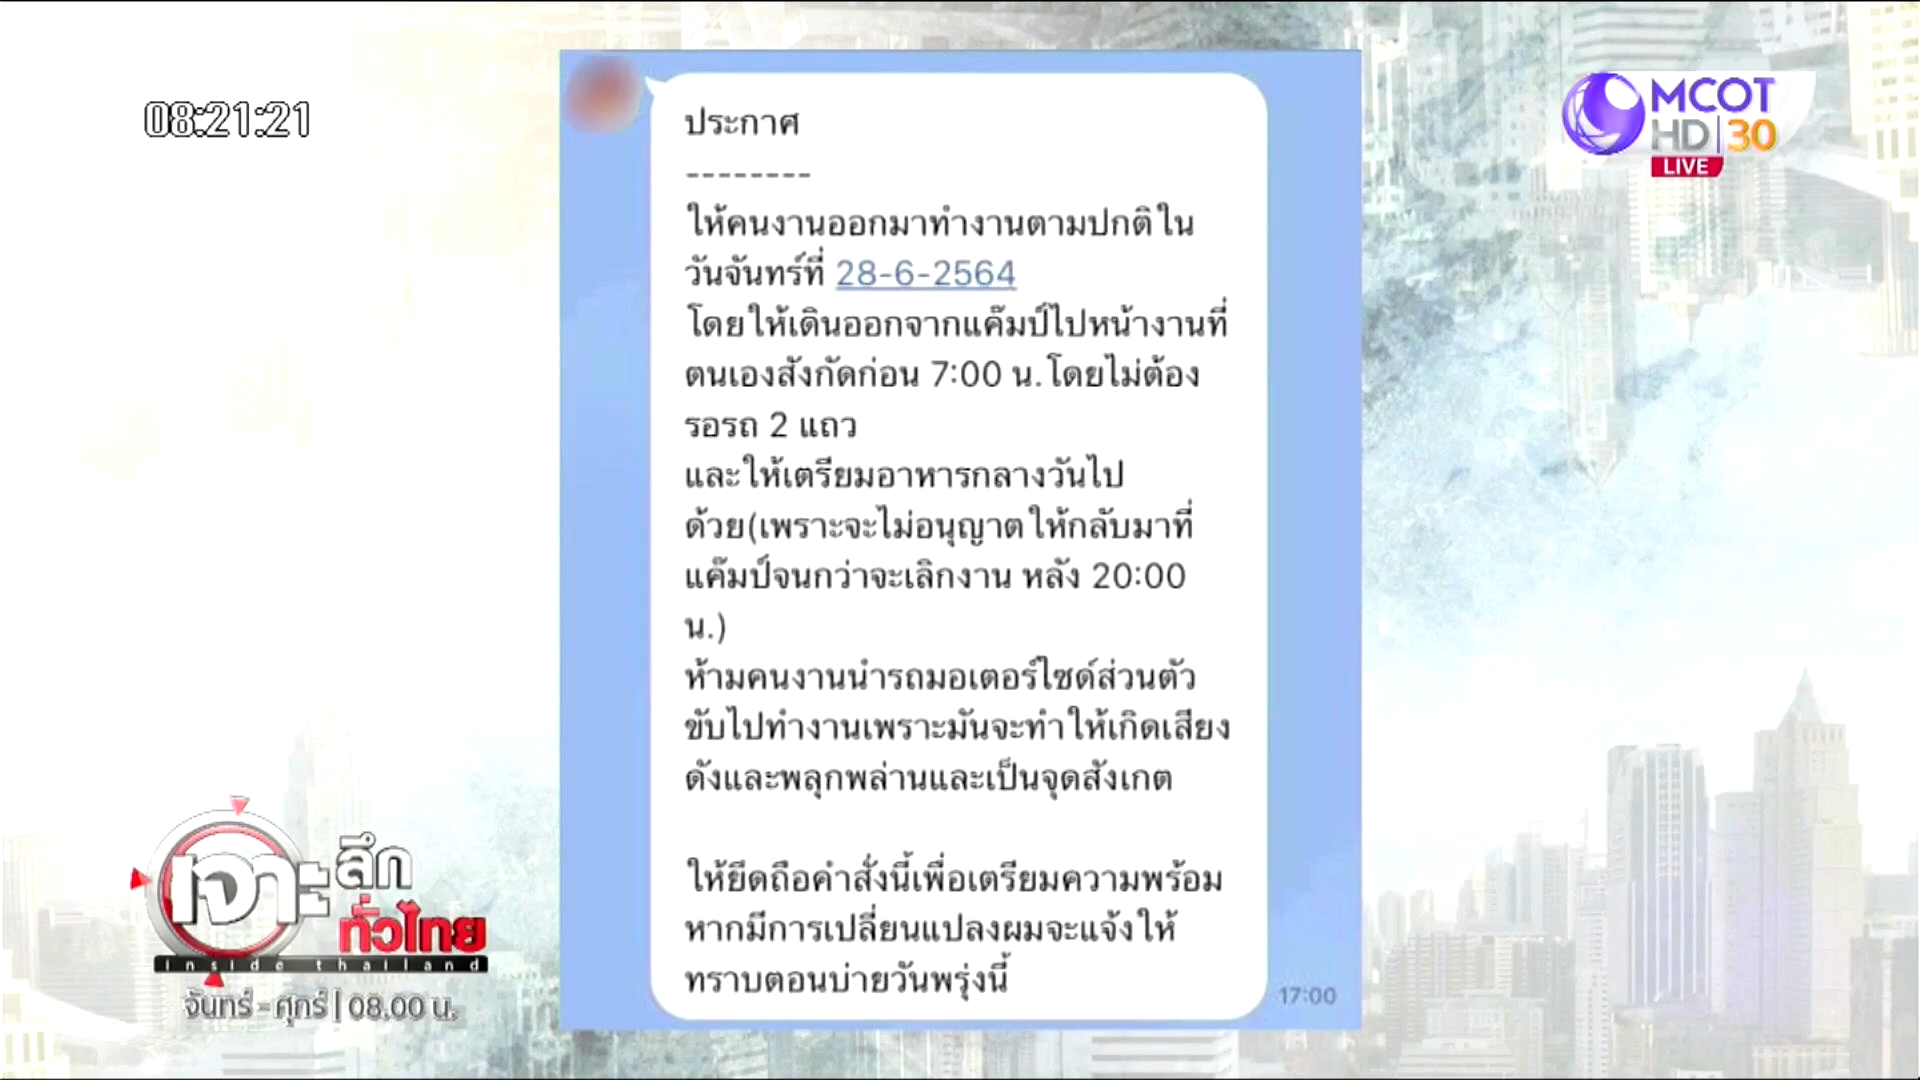 08:21:21
MCOT
HD 30
LIVE
ประกาศ
--------
ให้คนงานออกมาทำงานตามปกติใน
วันจันทร์ที่ 28-6-2564
โดยให้เดินออกจากแค๊มป์ไปหน้างานที่
ตนเองสังกัดก่อน 7:00 น.โดยไม่ต้อง
รอรถ 2 แถว
และให้เตรียมอาหารกลางวันไป
ด้วย(เพราะจะไม่อนุญาตให้กลับมาที่
แค๊มป์จนกว่าจะเลิกงาน หลัง 20:00
น.)
ห้ามคนงานนำรถมอเตอร์ไซด์ส่วนตัว
ขับไปทำงานเพราะมันจะทำให้เกิดเสียง
ดังและพลุกพล่านและเป็นจุดสังเกต
ให้ยึดถือคำสั่งนี้เพื่อเตรียมความพร้อม
หากมีการเปลี่ยนแปลงผมจะแจ้งให้
ทราบตอนบ่ายวันพรุ่งนี้
17:00
เจาะลึก
ทั่วไทย
inside thailand
จันทร์ - ศุกร์ | 08.00 น.